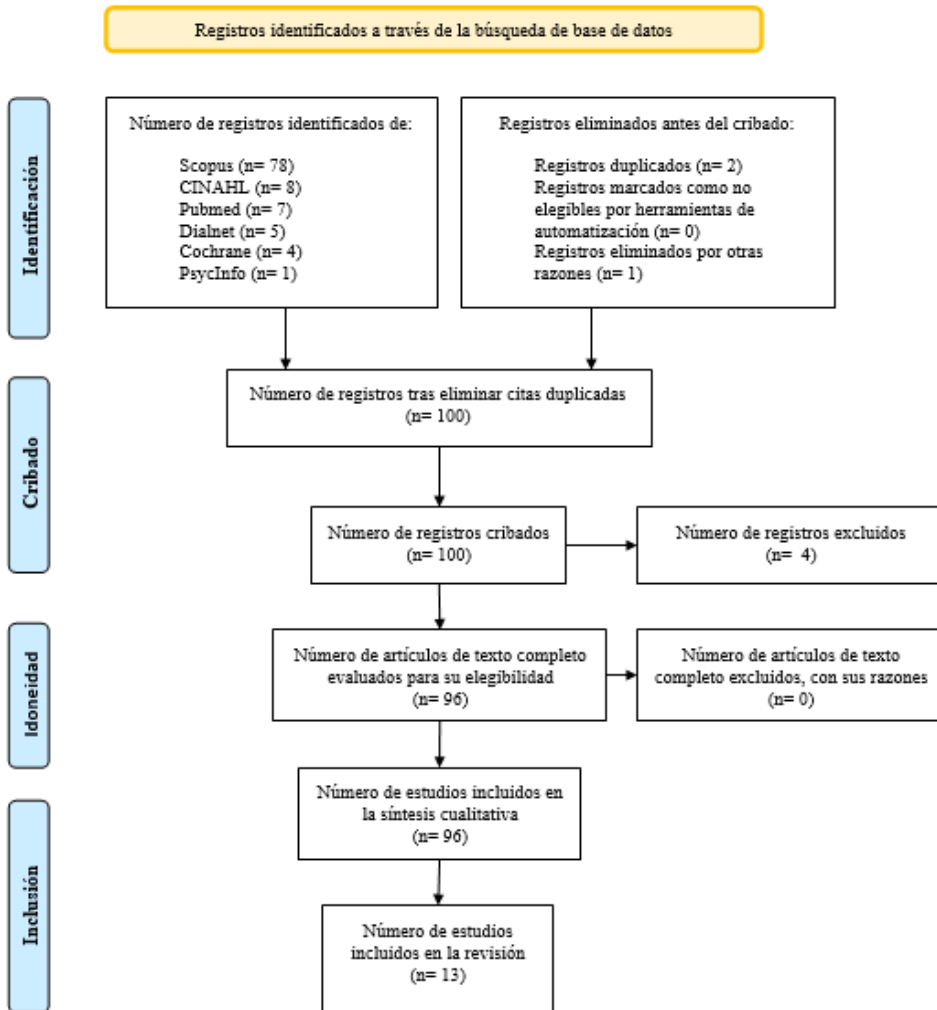 Registros identificados a través de la búsqueda de base de datos
Identificación
Número de registros identificados de:
Scopus (n= 78)
CINAHL (n= 8)
Pubmed (n= 7)
Dialnet (n= 5)
Cochrane (n= 4)
PsycInfo (n= 1)
Registros eliminados antes del cribado:
Registros duplicados (n= 2)
Registros marcados como no
elegibles por herramientas de
automatización (n= 0)
Registros eliminados por otras
razones (n= 1)
Cribado
Número de registros tras eliminar citas duplicadas
(n= 100)
Número de registros cribados
(n= 100)
Número de registros excluidos
(n= 4)
Idoneidad
Número de artículos de texto completo
evaluados para su elegibilidad
(n= 96)
Número de artículos de texto
completo excluidos, con sus razones
(n= 0)
Inclusión
Número de estudios incluidos en
la síntesis cualitativa
(n= 96)
Número de estudios
incluidos en la revisión
(n= 13)